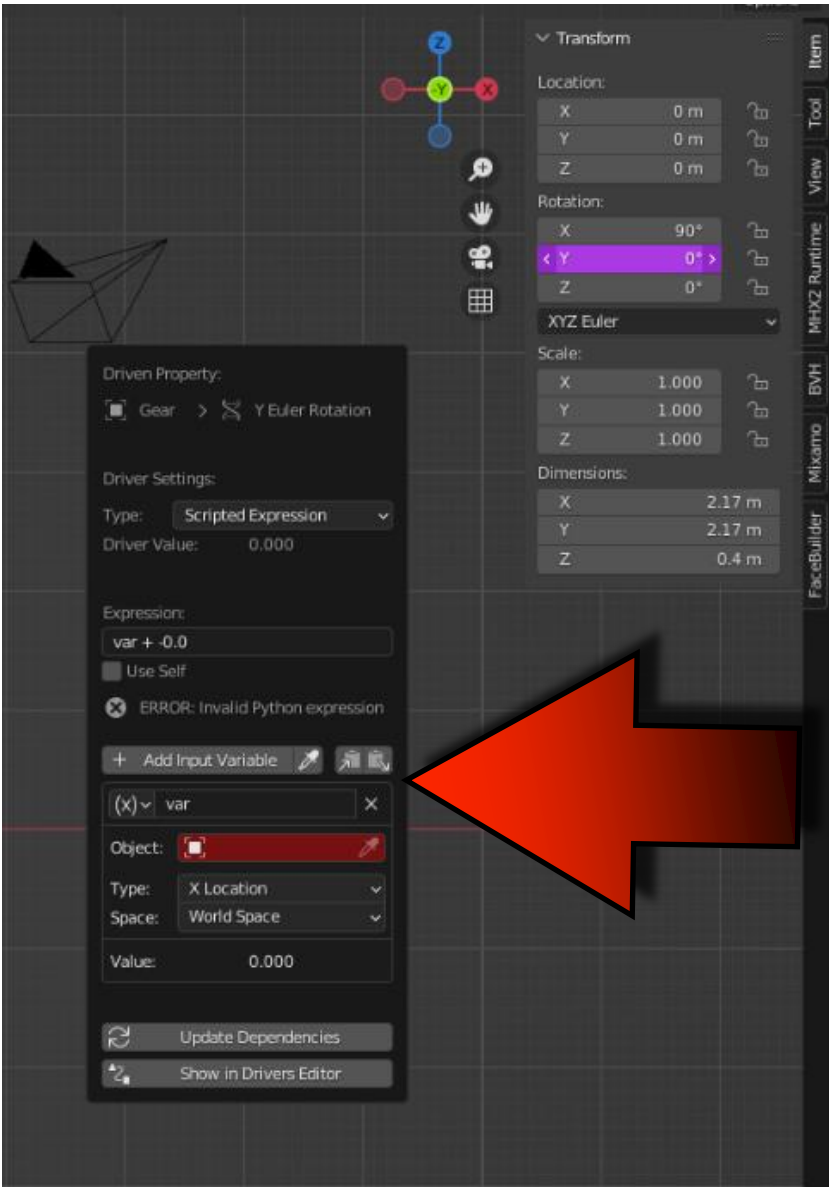 Z
-Y
X
Transform
Location:
X 0 m
Y 0 m
Z 0 m
Rotation:
X 90°
Y 0°
Z 0°
XYZ Euler
Scale:
X 1.000
Y 1.000
Z 1.000
Dimensions:
X 2.17 m
Y 2.17 m
Z 0.4 m
Item
Tool
View
MHX2 Runtime
BVH
Mixamo
FaceBuilder
Driven Property:
Gear > Y Euler Rotation
Driver Settings:
Type: Scripted Expression
Driver Value: 0.000
Expression:
var + -0.0
Use Self
ERROR: Invalid Python expression
+ Add Input Variable
(x) var
Object:
Type: X Location
Space: World Space
Value: 0.000
Update Dependencies
Show in Drivers Editor